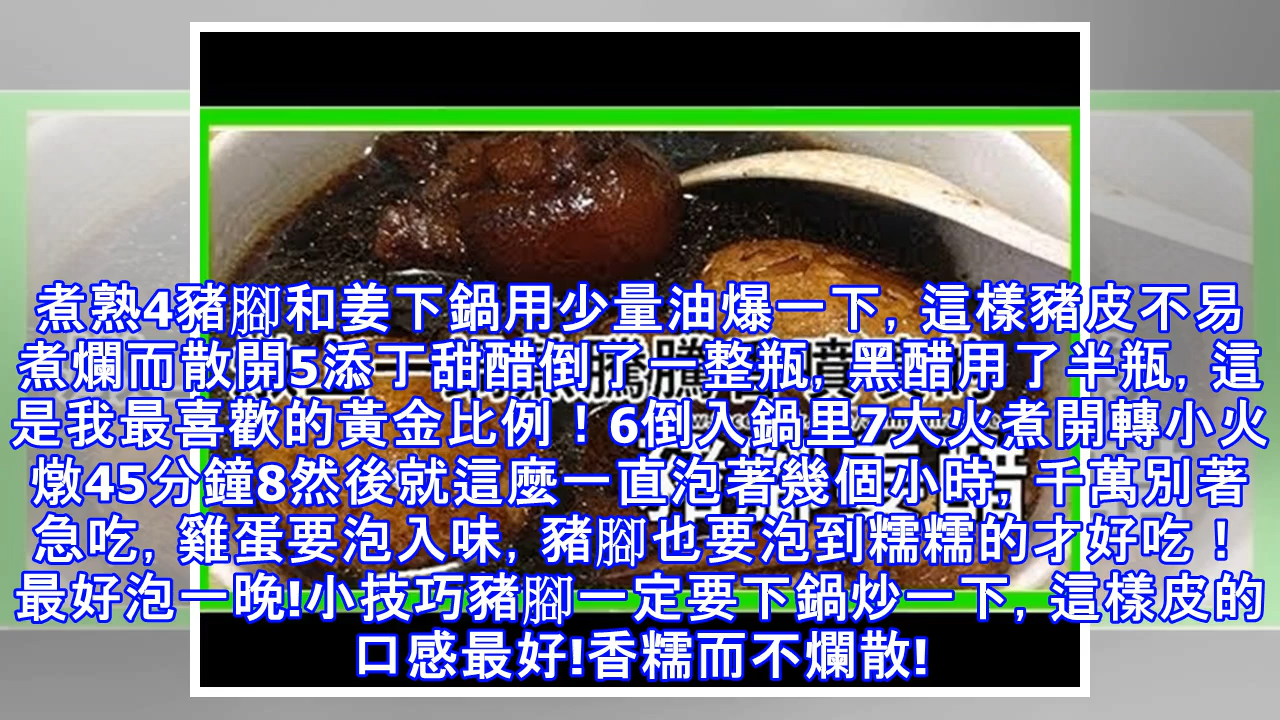 煮熟4豬腳和姜下鍋用少量油爆一下, 這樣豬皮不易
煮爛而散開5添丁甜醋倒了一整瓶, 黑醋用了半瓶, 這
是我最喜歡的黃金比例！6倒入鍋里7大火煮開轉小火
燉45分鐘8然後就這麼一直泡著幾個小時, 千萬別著
急吃, 雞蛋要泡入味, 豬腳也要泡到糯糯的才好吃！
最好泡一晚!小技巧豬腳一定要下鍋炒一下, 這樣皮的
口感最好!香糯而不爛散!